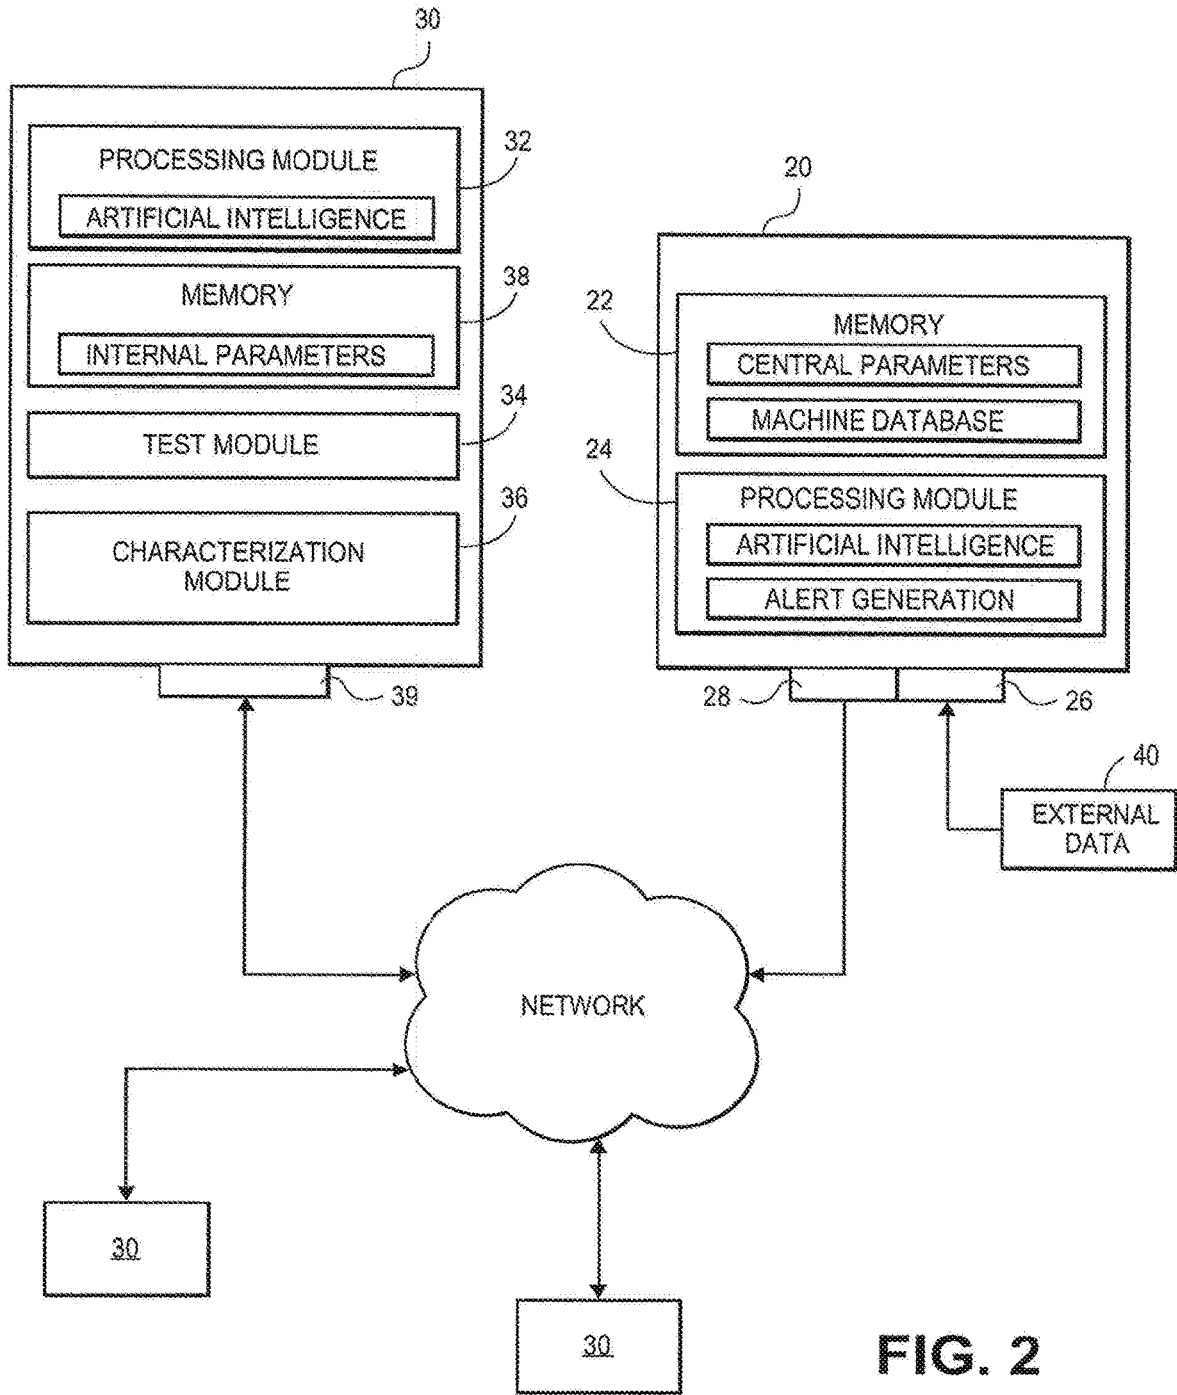 30
PROCESSING MODULE
32
ARTIFICIAL INTELLIGENCE
MEMORY
38
INTERNAL PARAMETERS
34
TEST MODULE
36
CHARACTERIZATION
MODULE
39
20
22
MEMORY
CENTRAL PARAMETERS
MACHINE DATABASE
24
PROCESSING MODULE
ARTIFICIAL INTELLIGENCE
ALERT GENERATION
28
26
40
EXTERNAL
DATA
NETWORK
30
30
FIG. 2